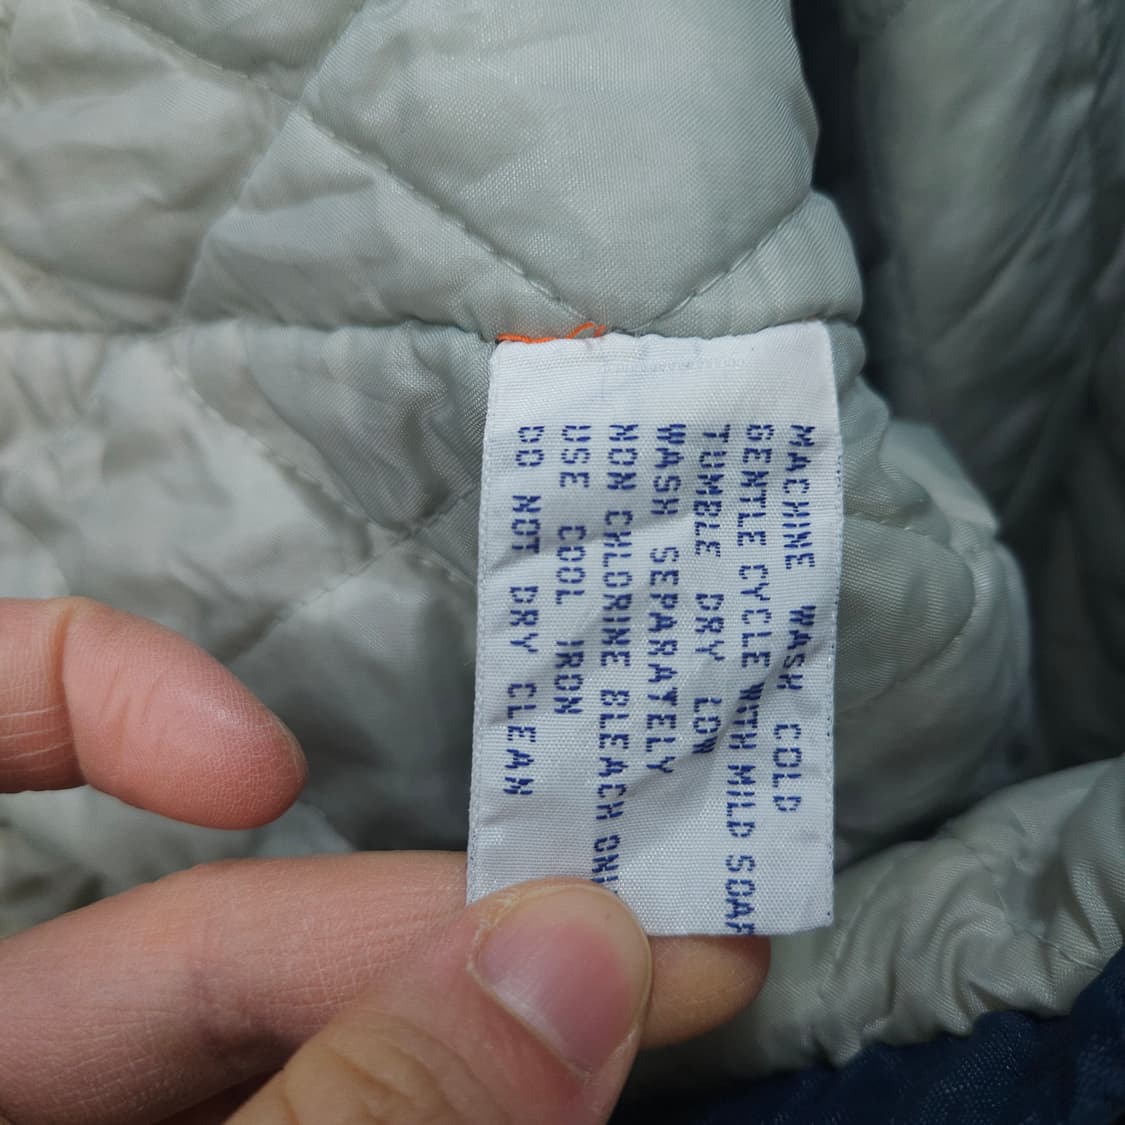 MACHINE WASH COLD
GENTLE CYCLE WITH MILD SOAP
TUMBLE DRY LOW
WASH SEPARATELY
NON CHLORINE BLEACH
USE COOL IRON
DO NOT DRY CLEAN